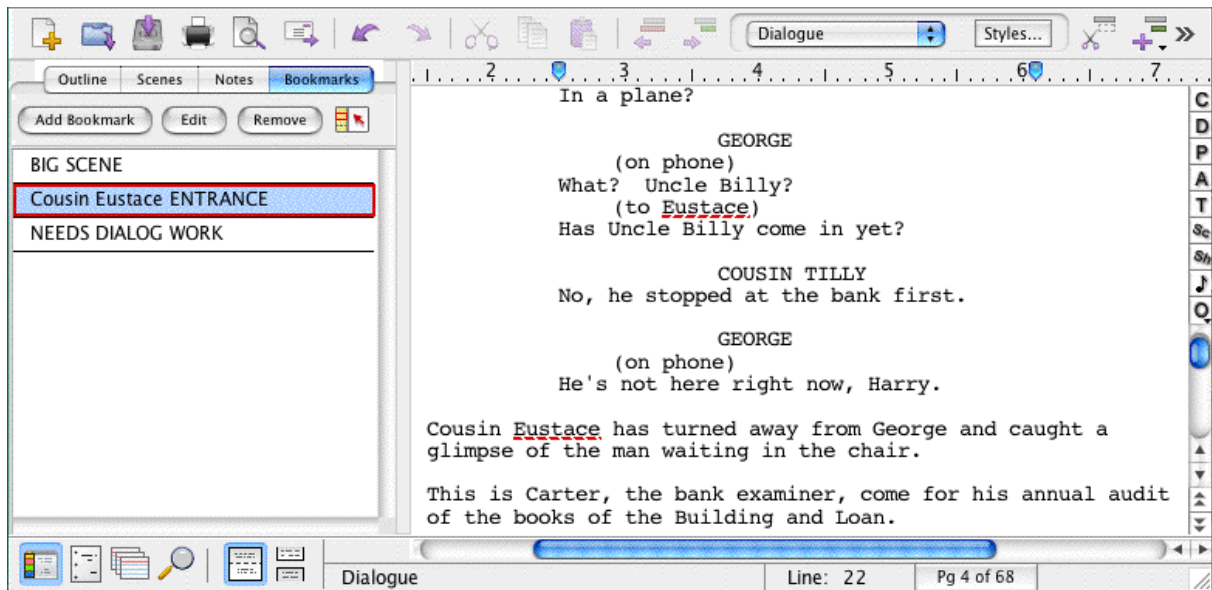 Dialogue
Styles...
Outline Scenes Notes Bookmarks
Add Bookmark Edit Remove
BIG SCENE
Cousin Eustace ENTRANCE
NEEDS DIALOG WORK
2 3 4 5 6 7
In a plane?
GEORGE
(on phone)
What? Uncle Billy?
(to Eustace)
Has Uncle Billy come in yet?
COUSIN TILLY
No, he stopped at the bank first.
GEORGE
(on phone)
He's not here right now, Harry.
Cousin Eustace has turned away from George and caught a
glimpse of the man waiting in the chair.
This is Carter, the bank examiner, come for his annual audit
of the books of the Building and Loan.
C
D
P
A
T
Sc
Sh
♪
Q
Dialogue Line: 22 Pg 4 of 68